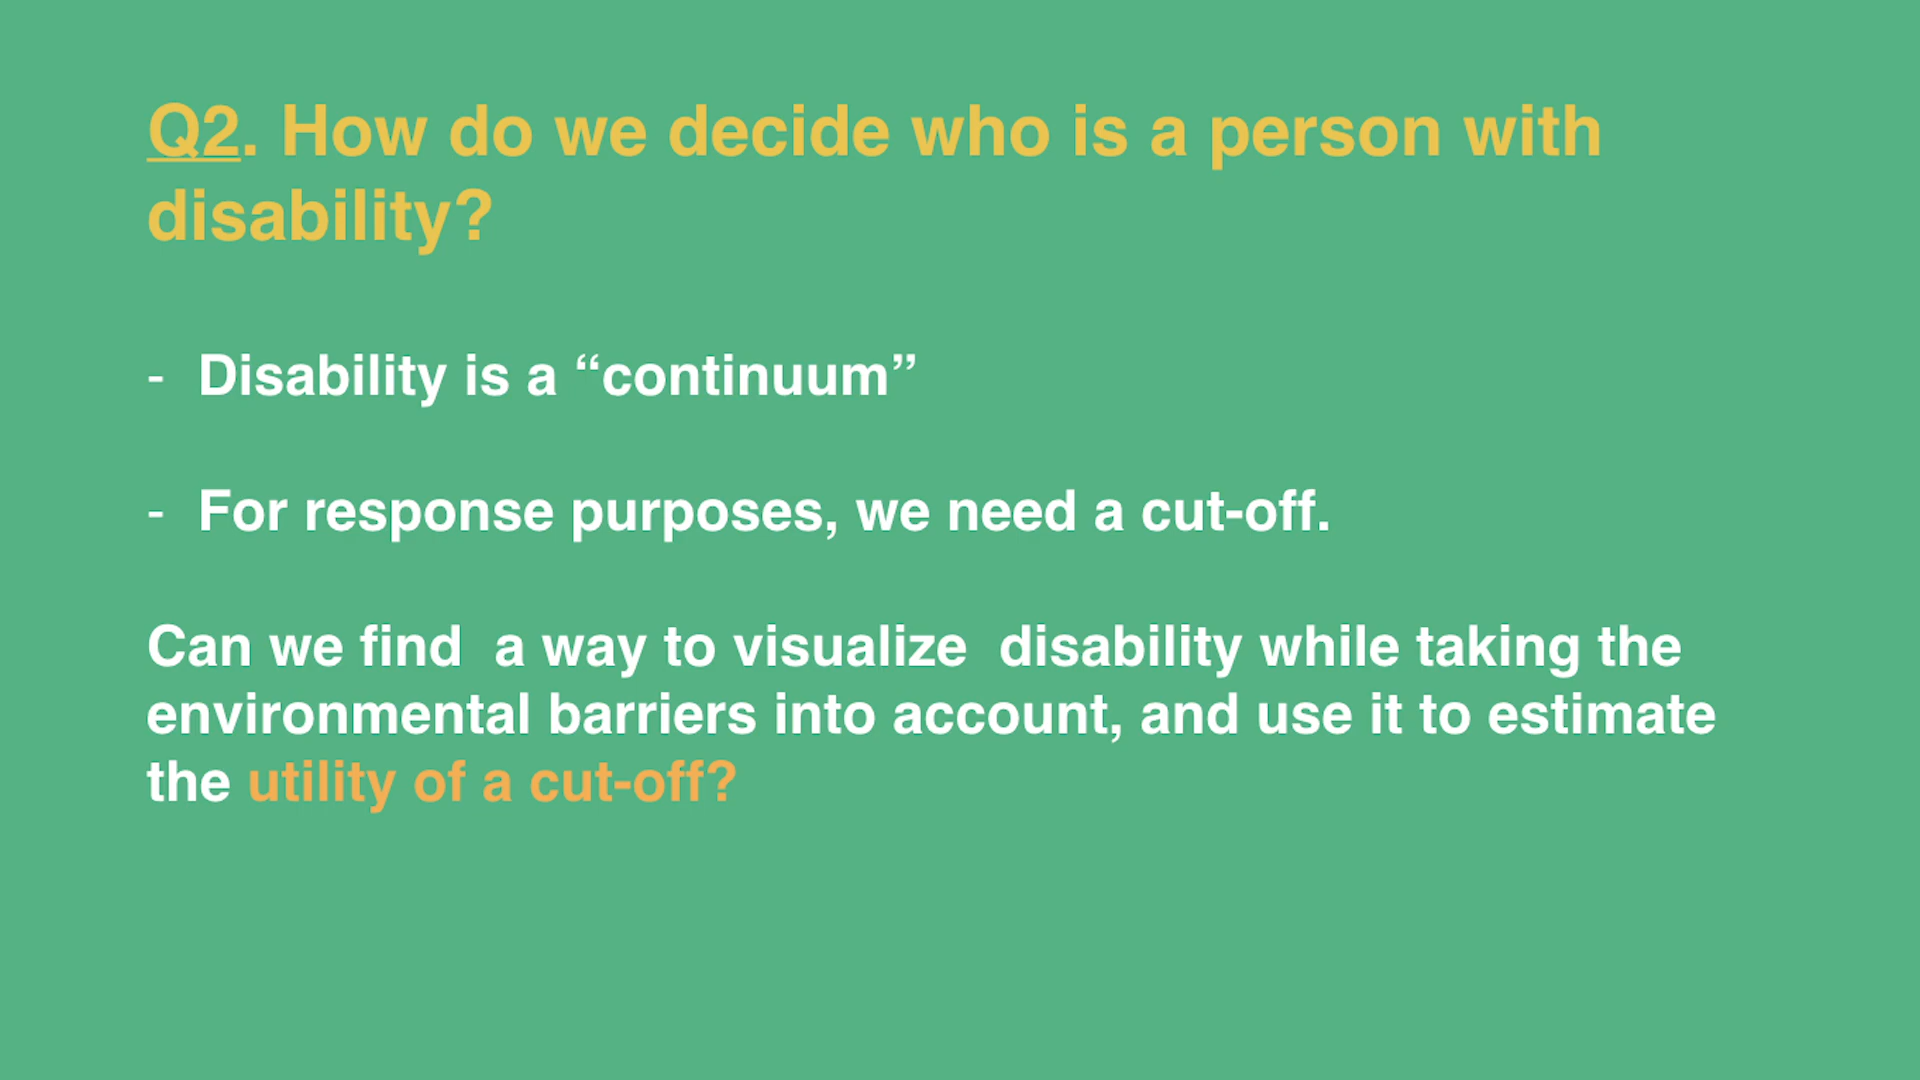 Q2. How do we decide who is a person with
disability?
- Disability is a “continuum”
- For response purposes, we need a cut-off.
Can we find  a way to visualize  disability while taking the
environmental barriers into account, and use it to estimate
the utility of a cut-off?